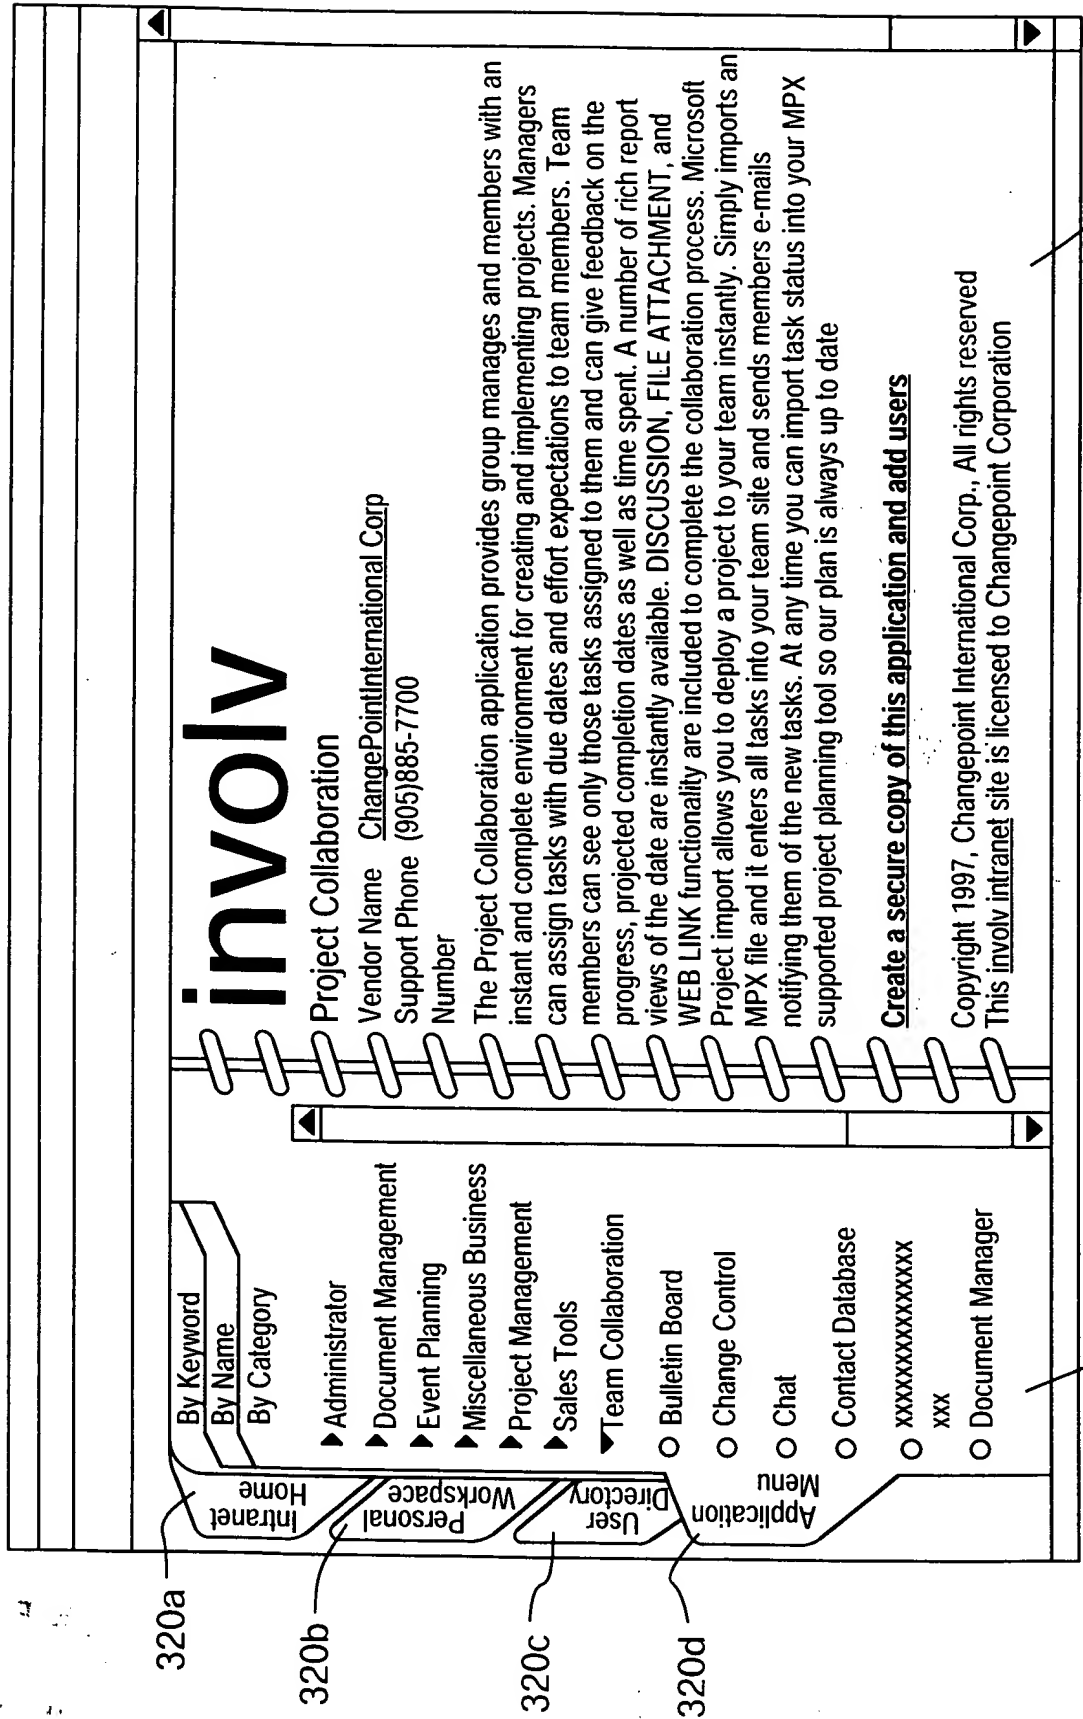 320a
320b
320c
320d
Intranet
Home
Personal
Workspace
User
Directory
Application
Menu
By Keyword
By Name
By Category
Administrator
Document Management
Event Planning
Miscellaneous Business
Project Management
Sales Tools
Team Collaboration
Bulletin Board
Change Control
Chat
Contact Database
xxxxxxxxxxxxxxxxx
xxx
Document Manager
involv
Project Collaboration
Vendor Name ChangePointInternational Corp
Support Phone (905)885-7700
Number
The Project Collaboration application provides group manages and members with an
instant and complete environment for creating and implementing projects. Managers
can assign tasks with due dates and effort expectations to team members. Team
members can see only those tasks assigned to them and can give feedback on the
progress, projected completion dates as well as time spent. A number of rich report
views of the date are instantly available. DISCUSSION, FILE ATTACHMENT, and
WEB LINK functionality are included to complete the collaboration process. Microsoft
Project import allows you to deploy a project to your team instantly. Simply imports an
MPX file and it enters all tasks into your team site and sends members e-mails
notifying them of the new tasks. At any time you can import task status into your MPX
supported project planning tool so our plan is always up to date
Create a secure copy of this application and add users
Copyright 1997, Changepoint International Corp., All rights reserved
This involv intranet site is licensed to Changepoint Corporation